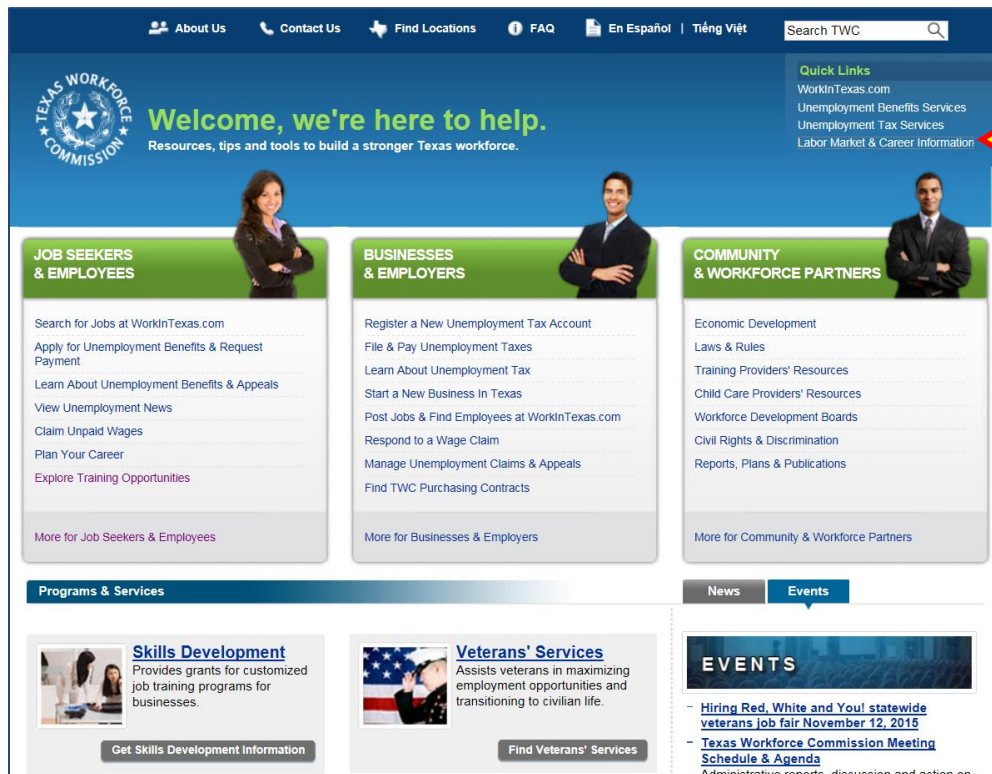 About Us
Contact Us
Find Locations
FAQ
En Español | Tiếng Việt
Search TWC
TEXAS WORKFORCE COMMISSION
Welcome, we're here to help.
Resources, tips and tools to build a stronger Texas workforce.
Quick Links
WorkInTexas.com
Unemployment Benefits Services
Unemployment Tax Services
Labor Market & Career Information
JOB SEEKERS
& EMPLOYEES
Search for Jobs at WorkInTexas.com
Apply for Unemployment Benefits & Request
Payment
Learn About Unemployment Benefits & Appeals
View Unemployment News
Claim Unpaid Wages
Plan Your Career
Explore Training Opportunities
More for Job Seekers & Employees
BUSINESSES
& EMPLOYERS
Register a New Unemployment Tax Account
File & Pay Unemployment Taxes
Learn About Unemployment Tax
Start a New Business In Texas
Post Jobs & Find Employees at WorkInTexas.com
Respond to a Wage Claim
Manage Unemployment Claims & Appeals
Find TWC Purchasing Contracts
More for Businesses & Employers
COMMUNITY
& WORKFORCE PARTNERS
Economic Development
Laws & Rules
Training Providers' Resources
Child Care Providers' Resources
Workforce Development Boards
Civil Rights & Discrimination
Reports, Plans & Publications
More for Community & Workforce Partners
Programs & Services
Skills Development
Provides grants for customized
job training programs for
businesses.
Get Skills Development Information
Veterans' Services
Assists veterans in maximizing
employment opportunities and
transitioning to civilian life.
Find Veterans' Services
News
Events
EVENTS
– Hiring Red, White and You! statewide
veterans job fair November 12, 2015
– Texas Workforce Commission Meeting
Schedule & Agenda
Administrative reports, discussion and action on